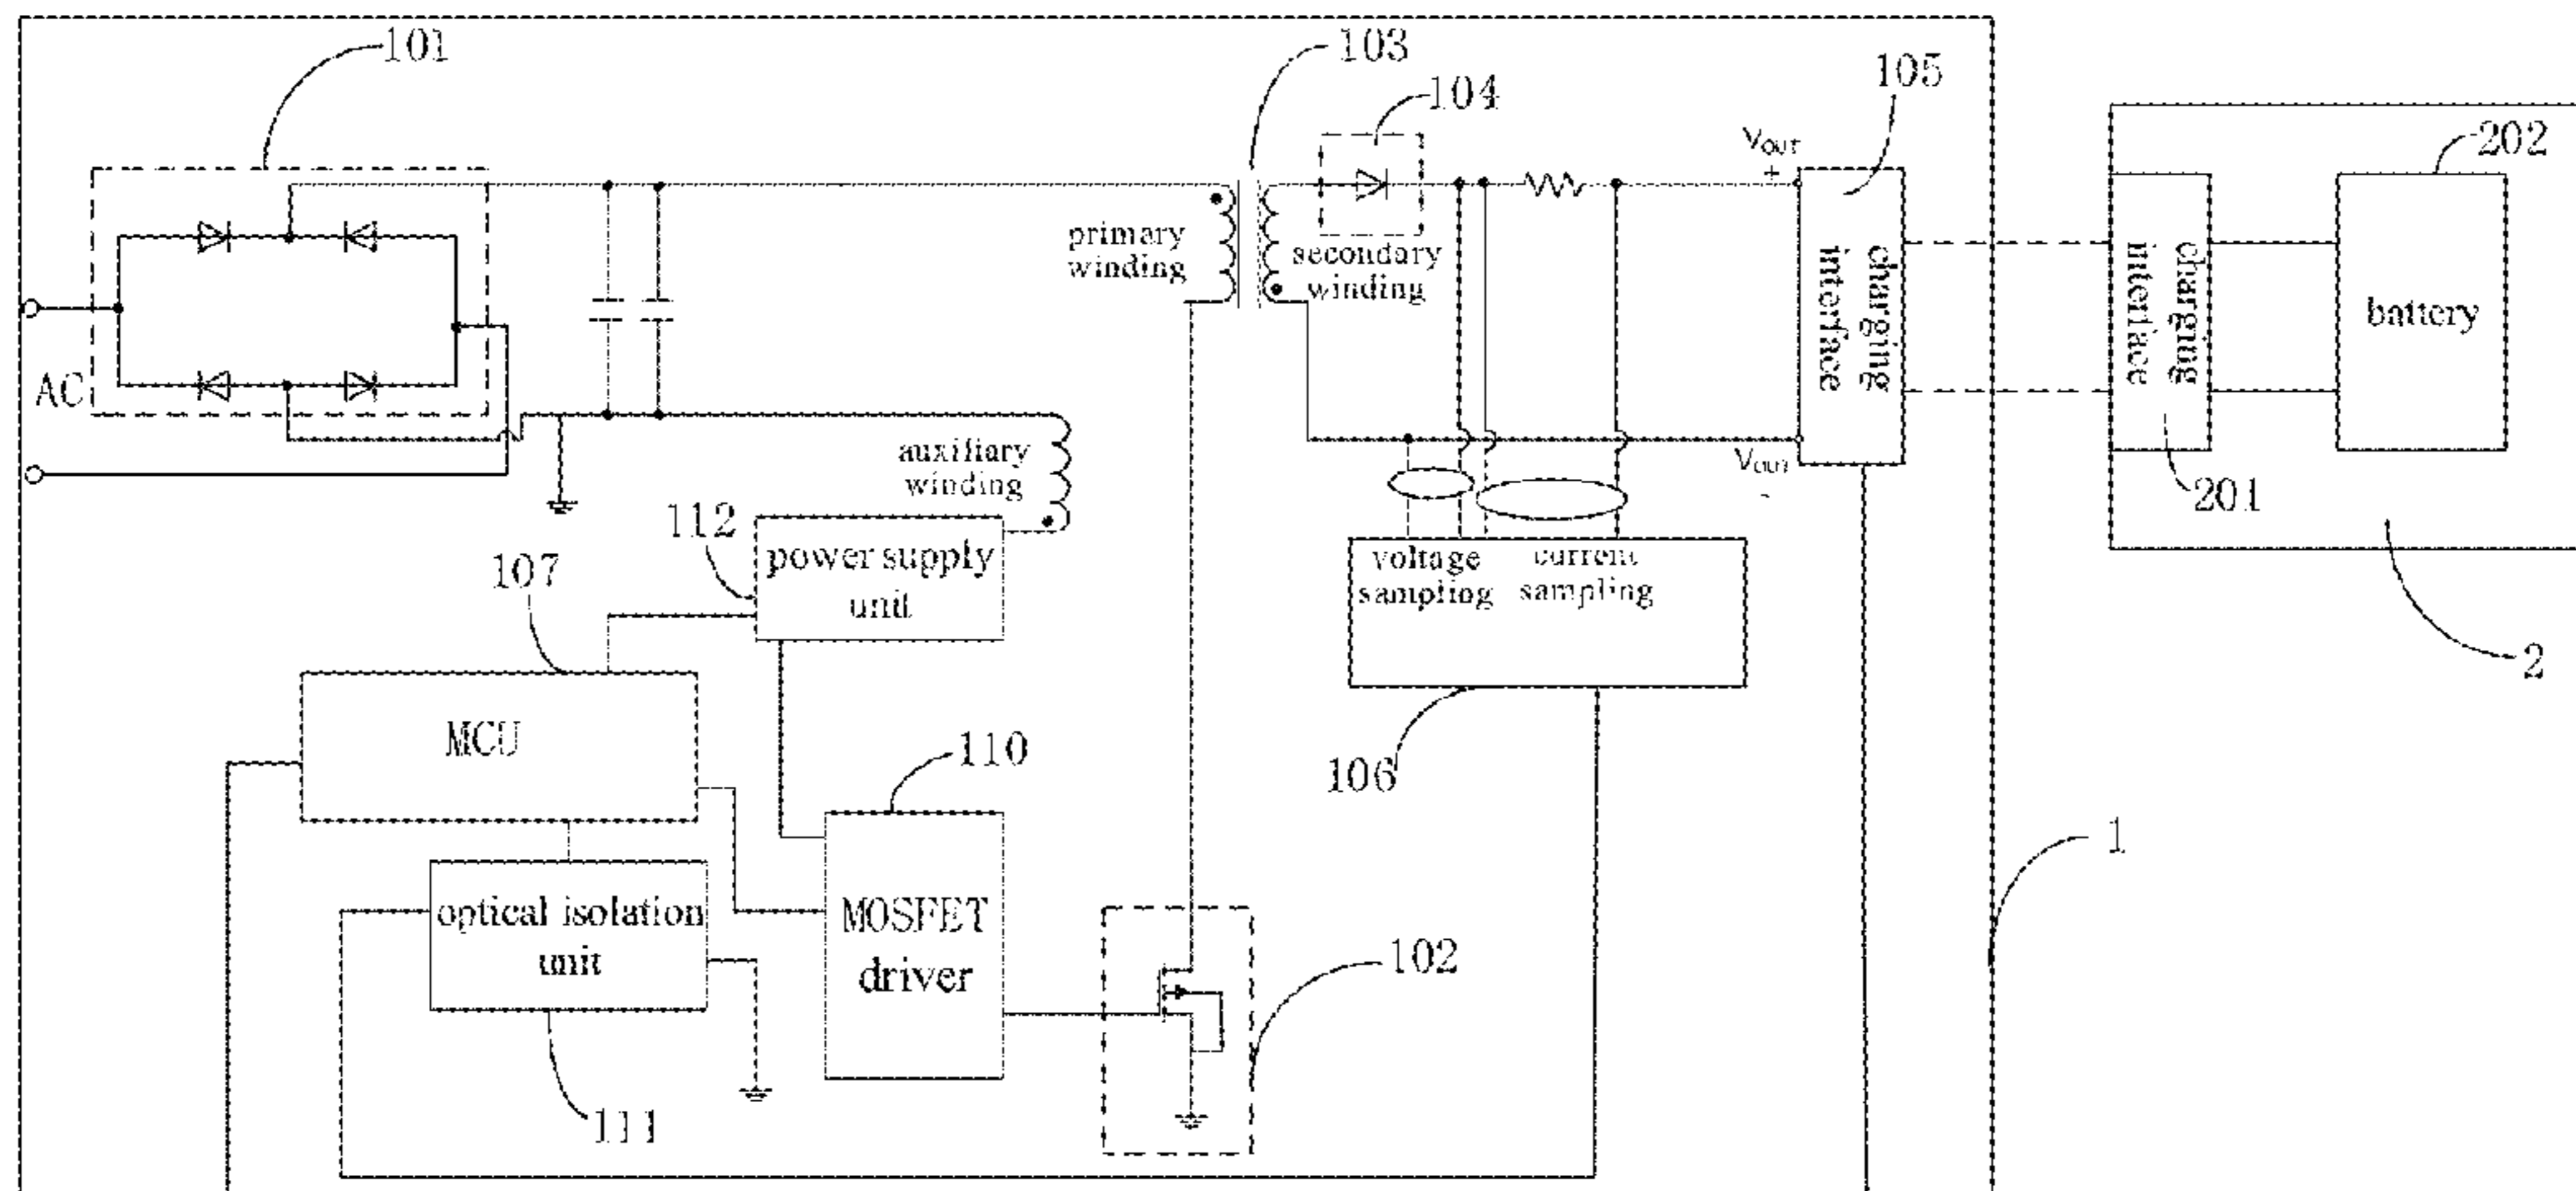 101
103
104
105
202
VOUT
+
primary
winding
secondary
winding
charging
interface
charging
interface
battery
AC
auxiliary
winding
VOUT
-
201
112
power supply
unit
voltage
sampling
current
sampling
107
2
MCU
110
106
1
optical isolation
unit
MOSFET
driver
102
111